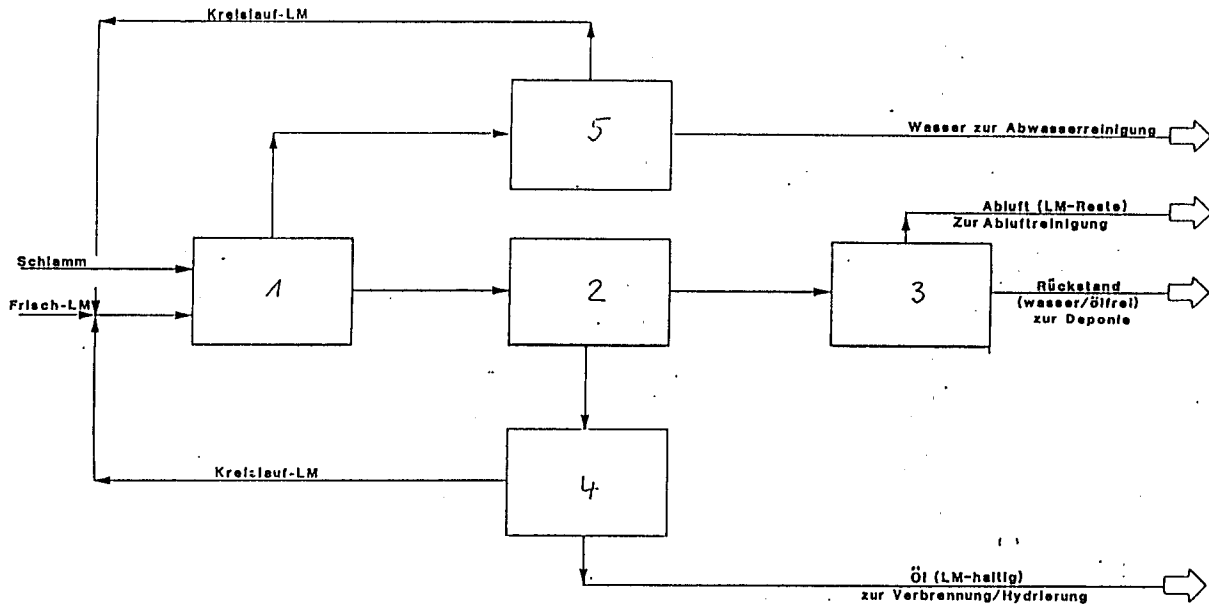 Kreislauf-LM
5
Wasser zur Abwasserreinigung
Abluft (LM-Reste)
Zur Abluftreinigung
Schlamm
1
2
3
Rückstand
(wasser/ölfrei)
zur Deponie
Frisch-LM
Kreislauf-LM
4
Öl (LM-haltig)
zur Verbrennung/Hydrierung